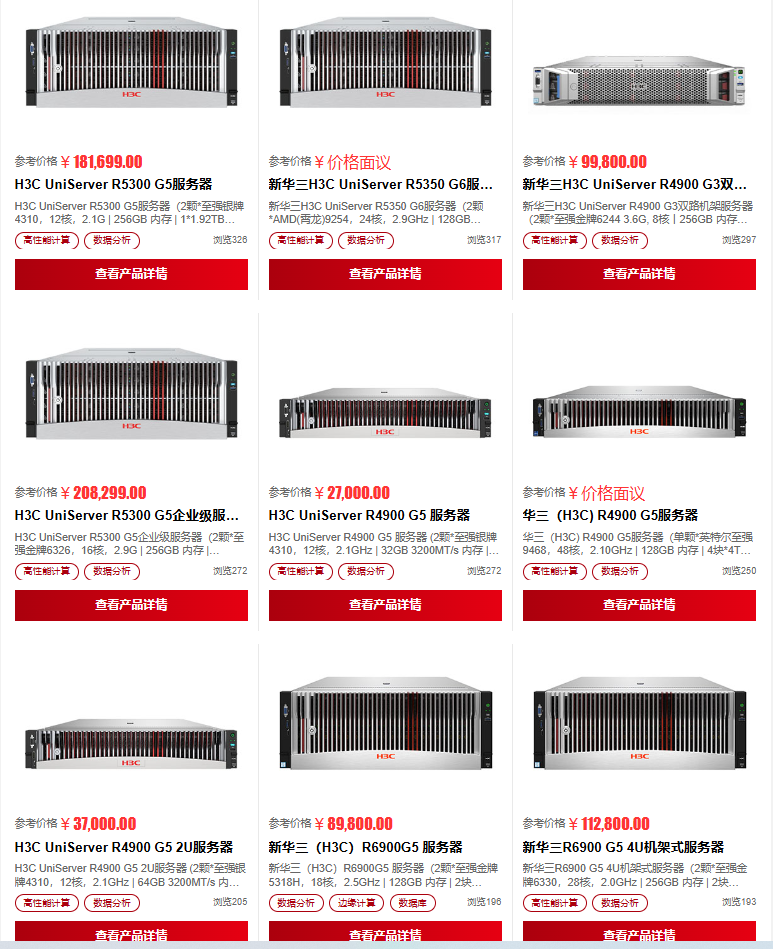 H3C
H3C
H3C
参考价格￥181,699.00
H3C UniServer R5300 G5服务器
H3C UniServer R5300 G5服务器（2颗*至强银牌
4310，12核，2.1G | 256GB 内存 | 1*1.92TB…
高性能计算 数据分析 浏览326
查看产品详情
参考价格￥价格面议
新华三H3C UniServer R5350 G6服…
新华三H3C UniServer R5350 G6服务器（2颗
*AMD(霄龙)9254，24核，2.9GHz | 128GB…
高性能计算 数据分析 浏览317
查看产品详情
参考价格￥99,800.00
新华三H3C UniServer R4900 G3双…
新华三H3C UniServer R4900 G3双路机架服务器
（2颗*至强金牌6244 3.6G, 8核丨256GB 内存…
高性能计算 数据分析 浏览297
查看产品详情
H3C
H3C
H3C
参考价格￥208,299.00
H3C UniServer R5300 G5企业级服…
H3C UniServer R5300 G5企业级服务器（2颗*至
强金牌6326，16核，2.9G | 256GB 内存 |…
高性能计算 数据分析 浏览272
查看产品详情
参考价格￥27,000.00
H3C UniServer R4900 G5 服务器
H3C UniServer R4900 G5 服务器 (2颗*至强银牌
4310，12核，2.1GHz | 32GB 3200MT/s 内存 |…
高性能计算 数据分析 浏览272
查看产品详情
参考价格￥价格面议
华三（H3C) R4900 G5服务器
华三（H3C) R4900 G5服务器（单颗*英特尔至强
9468，48核，2.10GHz | 128GB 内存 | 4块*4T…
高性能计算 数据分析 浏览250
查看产品详情
H3C
H3C
H3C
参考价格￥37,000.00
H3C UniServer R4900 G5 2U服务器
H3C UniServer R4900 G5 2U服务器 (2颗*至强银
牌4310，12核，2.1GHz | 64GB 3200MT/s 内…
高性能计算 数据分析 浏览205
查看产品详情
参考价格￥89,800.00
新华三（H3C）R6900G5 服务器
新华三（H3C）R6900G5 服务器（2颗*至强金牌
5318H，18核，2.5GHz | 128GB 内存 | 2块…
数据分析 边缘计算 数据库 浏览196
查看产品详情
参考价格￥112,800.00
新华三R6900 G5 4U机架式服务器
新华三R6900 G5 4U机架式服务器（2颗*至强金
牌6330，28核，2.0GHz | 256GB 内存 | 2块…
高性能计算 数据分析 浏览193
查看产品详情